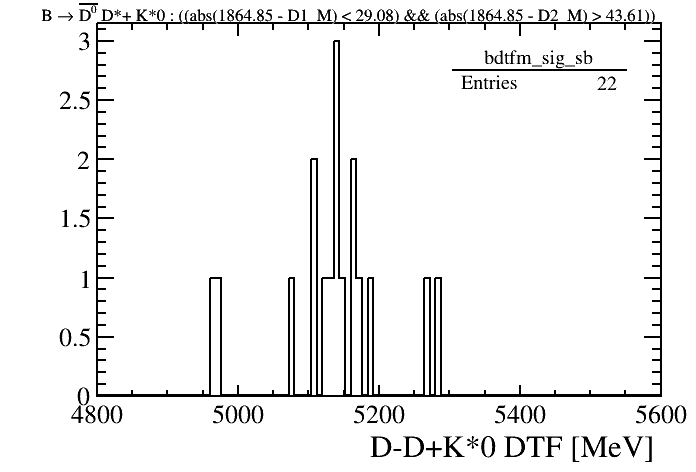 B → D⁰ D*+ K*0 : ((abs(1864.85 - D1_M) < 29.08) && (abs(1864.85 - D2_M) > 43.61))
3
bdtfm_sig_sb
Entries 22
2.5
2
1.5
1
0.5
0
4800 5000 5200 5400 5600
D-D+K*0 DTF [MeV]